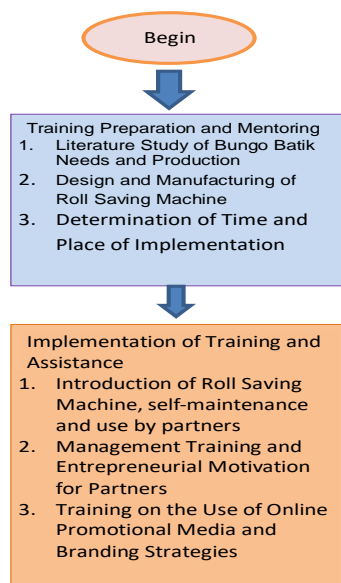 Begin
Training Preparation and Mentoring
1. Literature Study of Bungo Batik
Needs and Production
2. Design and Manufacturing of
Roll Saving Machine
3. Determination of Time and
Place of Implementation
Implementation of Training and
Assistance
1. Introduction of Roll Saving
Machine, self-maintenance
and use by partners
2. Management Training and
Entrepreneurial Motivation
for Partners
3. Training on the Use of Online
Promotional Media and
Branding Strategies